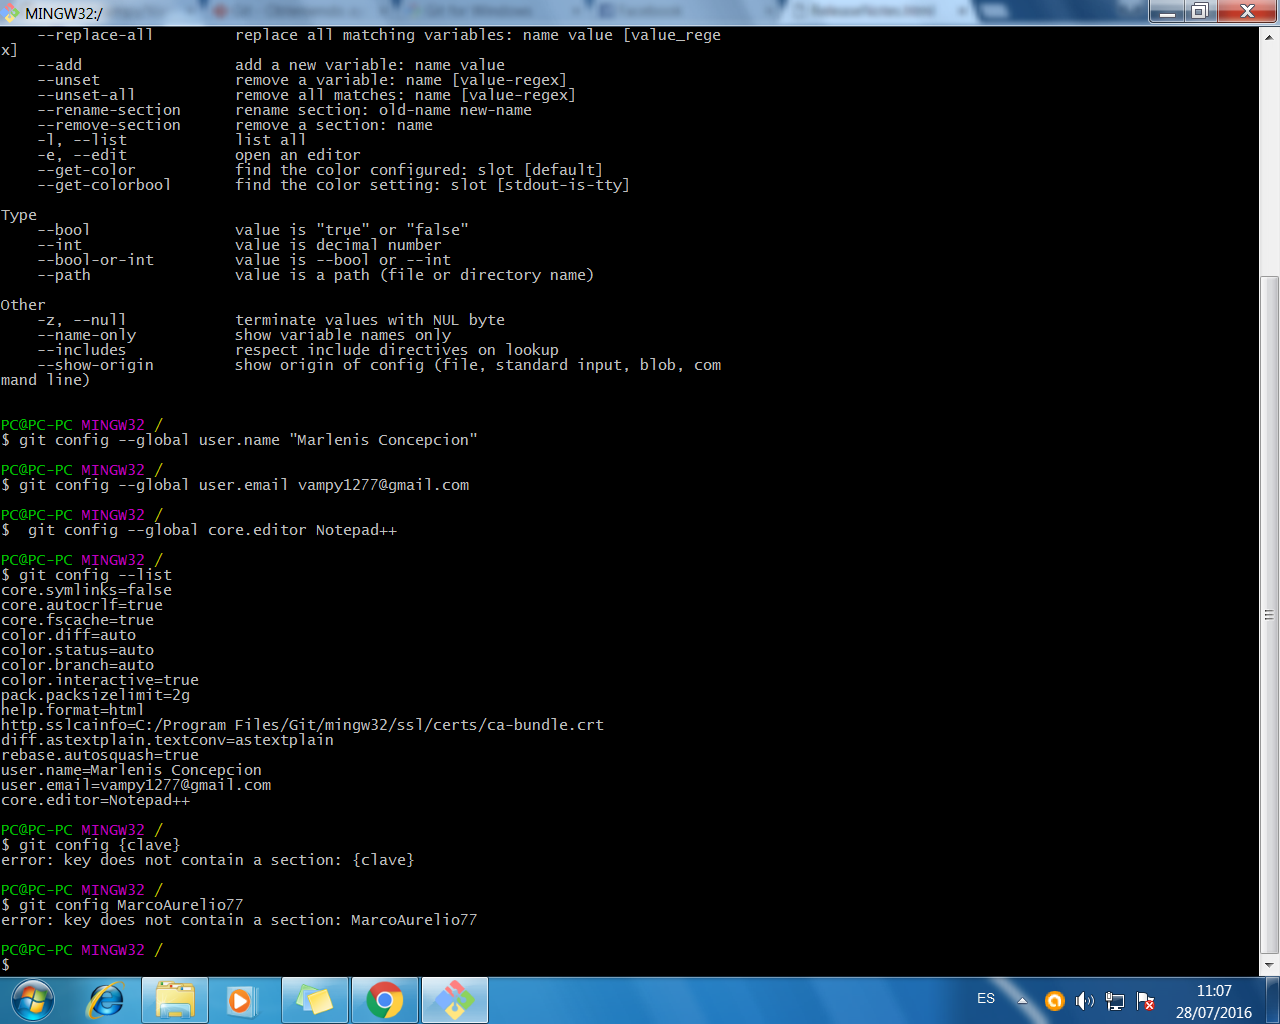 MINGW32:/
    --replace-all         replace all matching variables: name value [value_rege
x]
    --add                 add a new variable: name value
    --unset               remove a variable: name [value-regex]
    --unset-all           remove all matches: name [value-regex]
    --rename-section      rename section: old-name new-name
    --remove-section      remove a section: name
    -l, --list            list all
    -e, --edit            open an editor
    --get-color           find the color configured: slot [default]
    --get-colorbool       find the color setting: slot [stdout-is-tty]
Type
    --bool                value is "true" or "false"
    --int                 value is decimal number
    --bool-or-int         value is --bool or --int
    --path                value is a path (file or directory name)
Other
    -z, --null            terminate values with NUL byte
    --name-only           show variable names only
    --includes            respect include directives on lookup
    --show-origin         show origin of config (file, standard input, blob, com
mand line)
PC@PC-PC MINGW32 /
$ git config --global user.name "Marlenis Concepcion"
PC@PC-PC MINGW32 /
$ git config --global user.email vampy1277@gmail.com
PC@PC-PC MINGW32 /
$  git config --global core.editor Notepad++
PC@PC-PC MINGW32 /
$ git config --list
core.symlinks=false
core.autocrlf=true
core.fscache=true
color.diff=auto
color.status=auto
color.branch=auto
color.interactive=true
pack.packsizelimit=2g
help.format=html
http.sslcainfo=C:/Program Files/Git/mingw32/ssl/certs/ca-bundle.crt
diff.astextplain.textconv=astextplain
rebase.autosquash=true
user.name=Marlenis Concepcion
user.email=vampy1277@gmail.com
core.editor=Notepad++
PC@PC-PC MINGW32 /
$ git config {clave}
error: key does not contain a section: {clave}
PC@PC-PC MINGW32 /
$ git config MarcoAurelio77
error: key does not contain a section: MarcoAurelio77
PC@PC-PC MINGW32 /
$
ES
11:07
28/07/2016